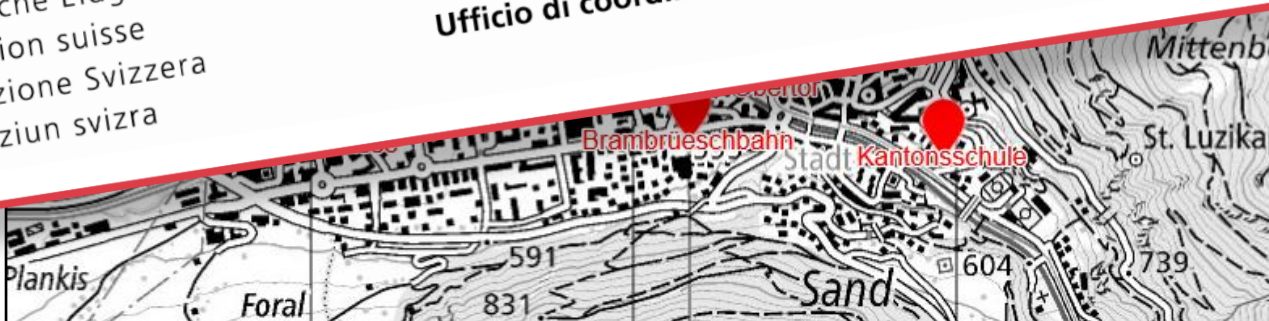 ion suisse
zione Svizzera
ziun svizra
Ufficio di
Mittenb
Obertor
Brambrüeschbahn
Stadt
Kantonsschule
St. Luzika
591
604
739
Plankis
Foral
831
Sand